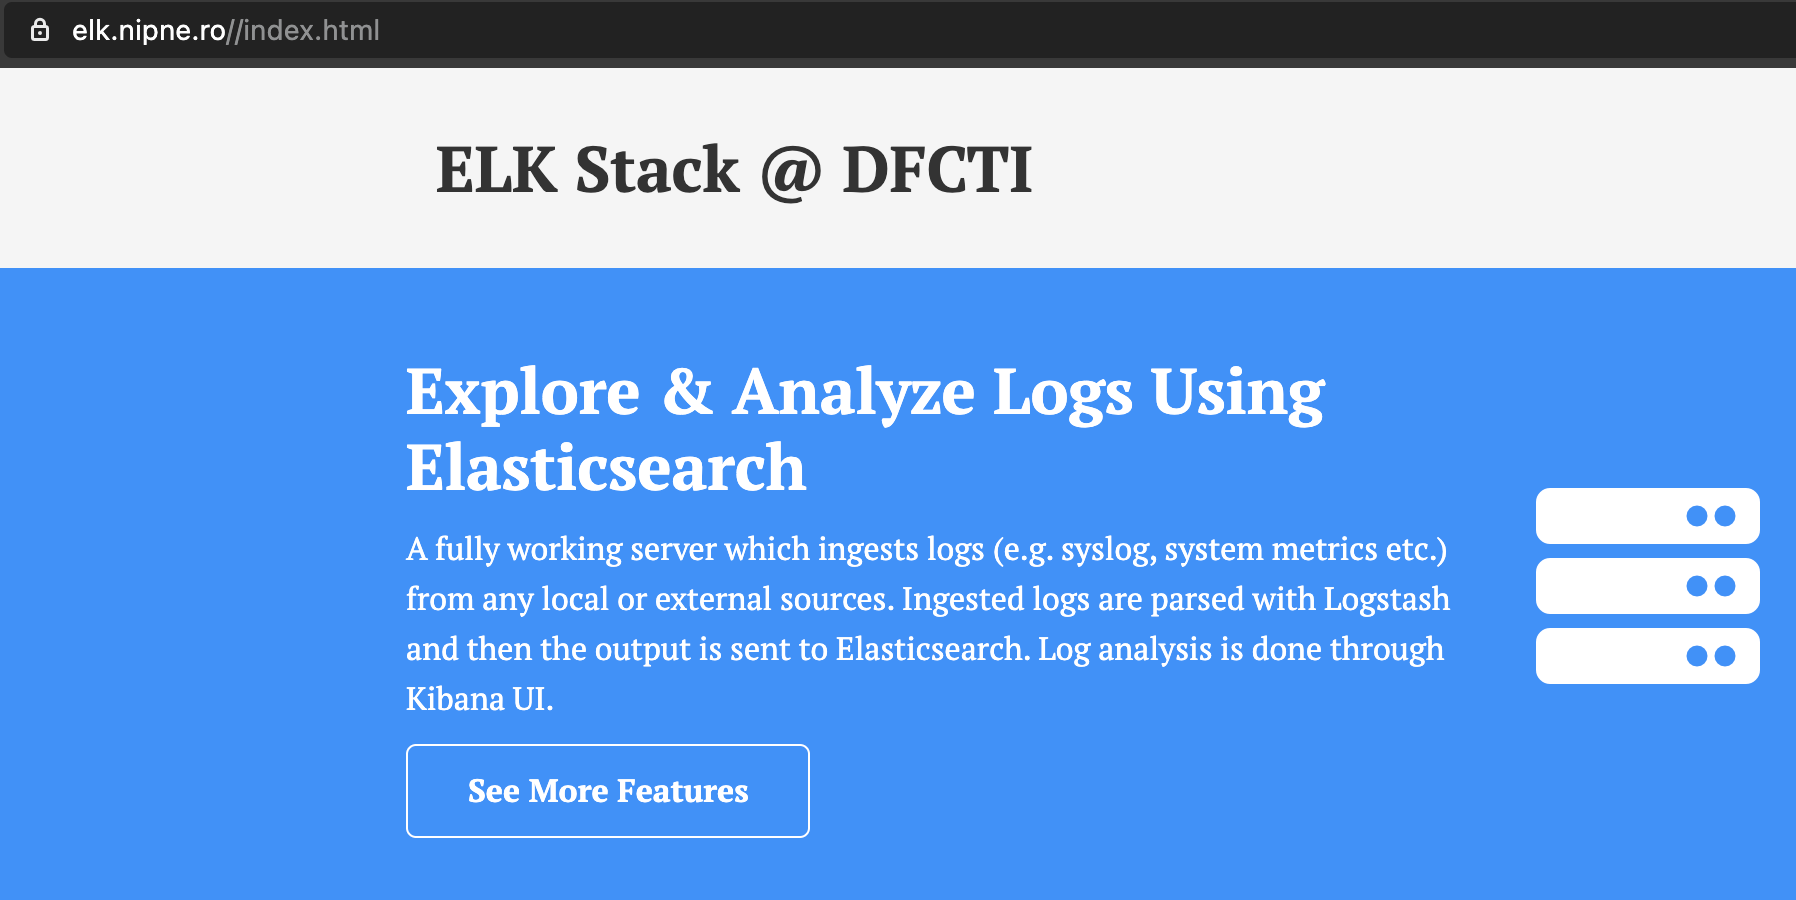 elk.nipne.ro//index.html
ELK Stack @ DFCTI
Explore & Analyze Logs Using
Elasticsearch
A fully working server which ingests logs (e.g. syslog, system metrics etc.)
from any local or external sources. Ingested logs are parsed with Logstash
and then the output is sent to Elasticsearch. Log analysis is done through
Kibana UI.
See More Features